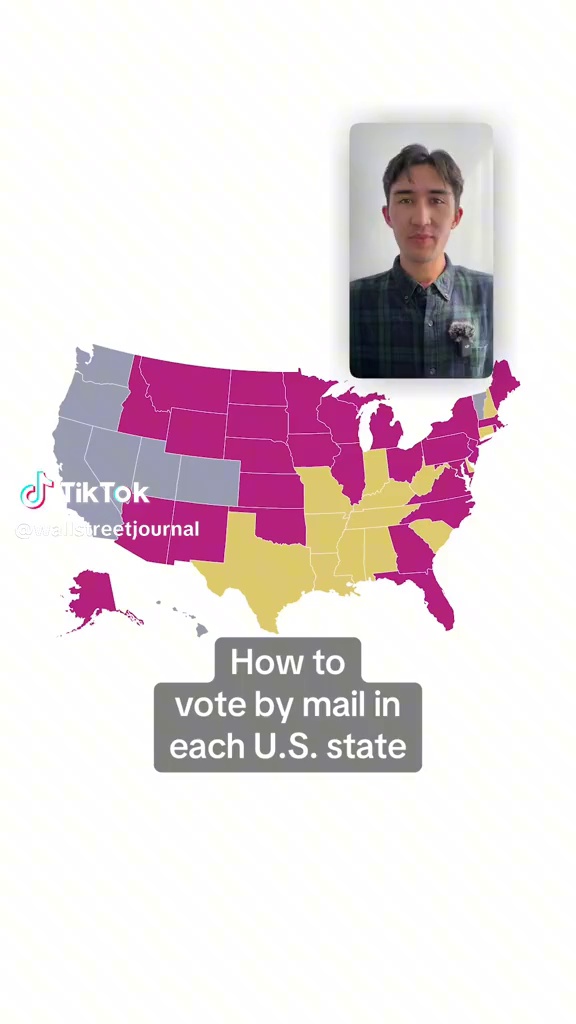 TikTok
@wallstreetjournal
How to
vote by mail in
each U.S. state